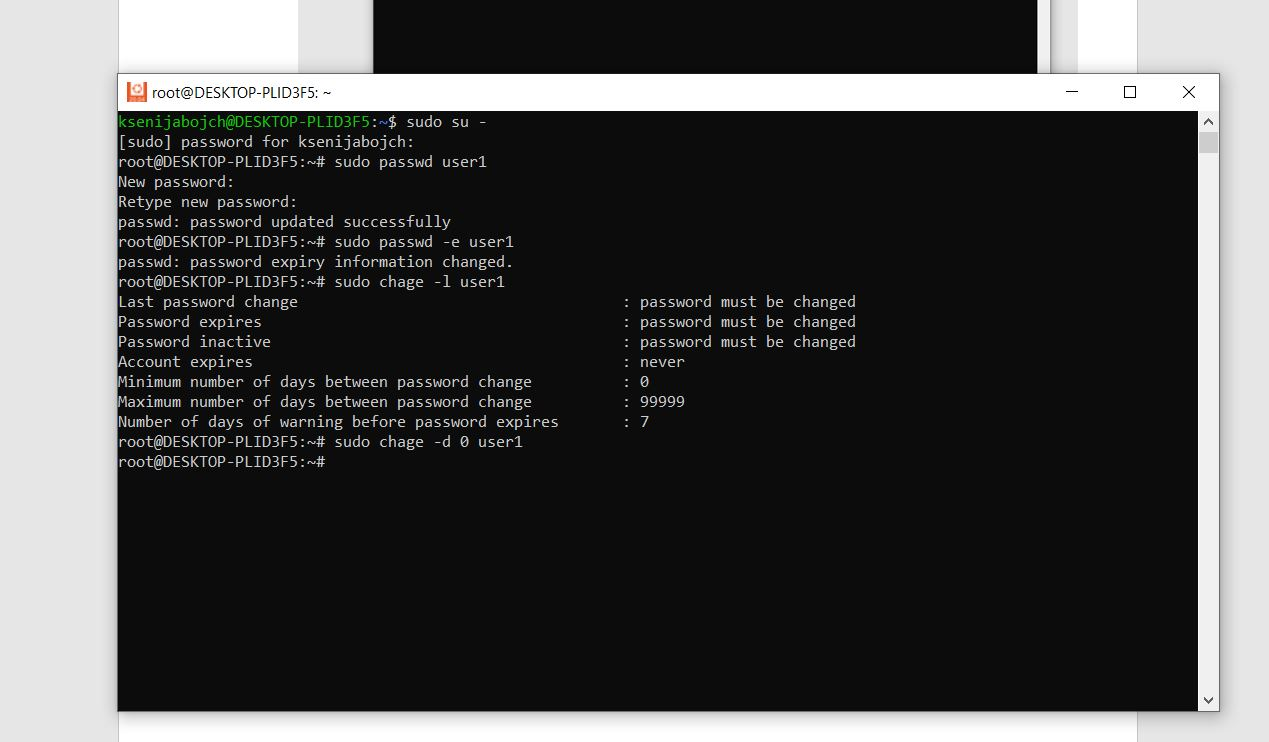 root@DESKTOP-PLID3F5: ~
ksenijabojch@DESKTOP-PLID3F5:~$ sudo su -
[sudo] password for ksenijabojch:
root@DESKTOP-PLID3F5:~# sudo passwd user1
New password:
Retype new password:
passwd: password updated successfully
root@DESKTOP-PLID3F5:~# sudo passwd -e user1
passwd: password expiry information changed.
root@DESKTOP-PLID3F5:~# sudo chage -l user1
Last password change : password must be changed
Password expires : password must be changed
Password inactive : password must be changed
Account expires : never
Minimum number of days between password change : 0
Maximum number of days between password change : 99999
Number of days of warning before password expires : 7
root@DESKTOP-PLID3F5:~# sudo chage -d 0 user1
root@DESKTOP-PLID3F5:~#